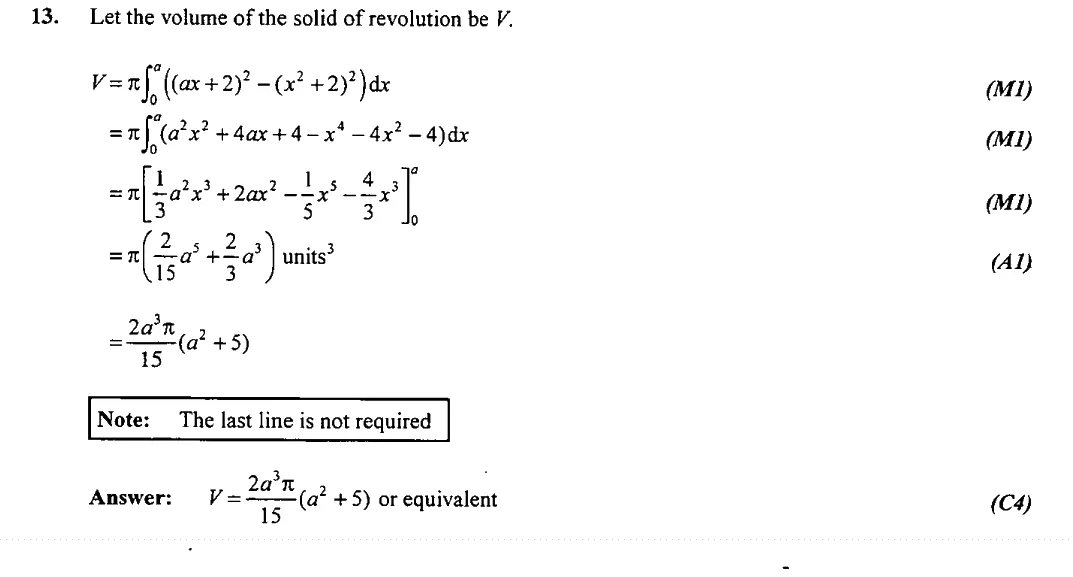 13. Let the volume of the solid of revolution be V.
V = π∫₀ᵃ((ax + 2)² − (x² + 2)²)dx (M1)
= π∫₀ᵃ(a²x² + 4ax + 4 − x⁴ − 4x² − 4)dx (M1)
= π[1/3 a²x³ + 2ax² − 1/5 x⁵ − 4/3 x³]₀ᵃ (M1)
= π(2/15 a⁵ + 2/3 a³) units³ (A1)
= 2a³π/15 (a² + 5)
Note: The last line is not required
Answer: V = 2a³π/15 (a² + 5) or equivalent (C4)